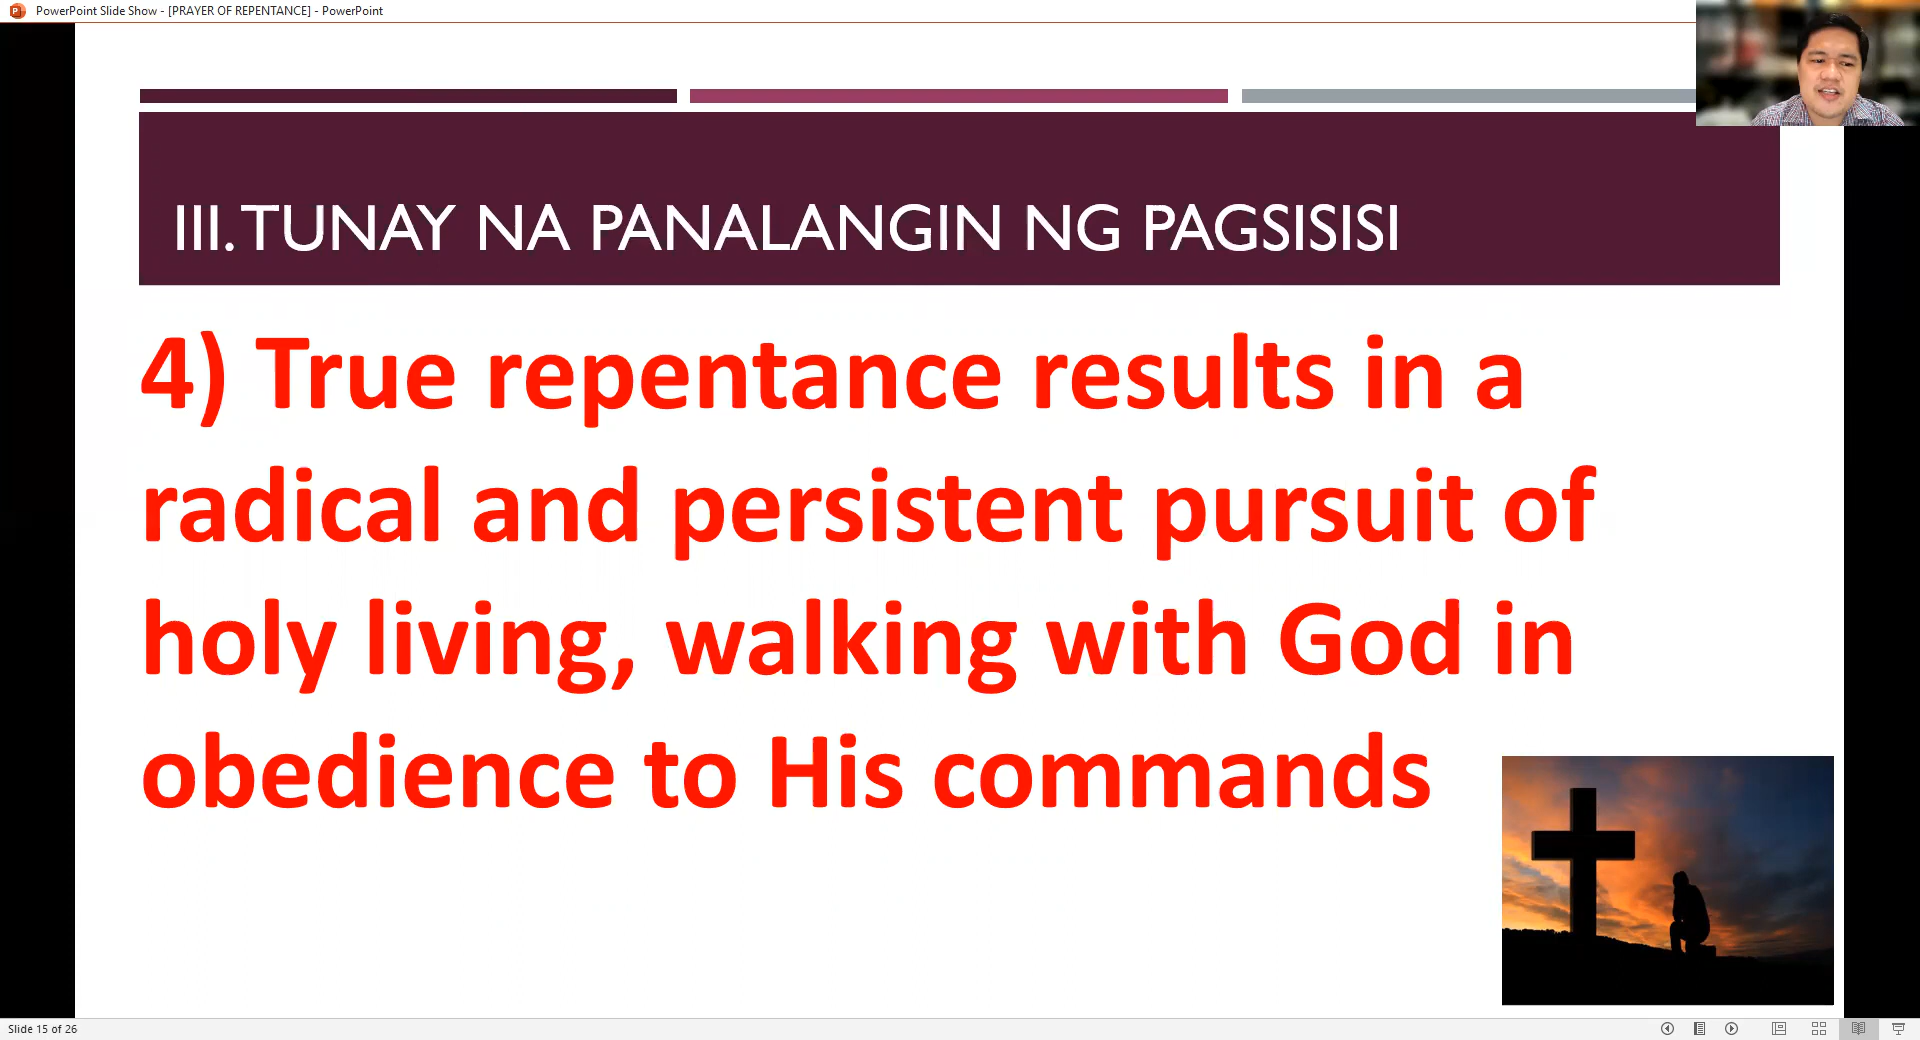 PowerPoint Slide Show - [PRAYER OF REPENTANCE] - PowerPoint
III. TUNAY NA PANALANGIN NG PAGSISISI
4) True repentance results in a
radical and persistent pursuit of
holy living, walking with God in
obedience to His commands
Slide 15 of 26